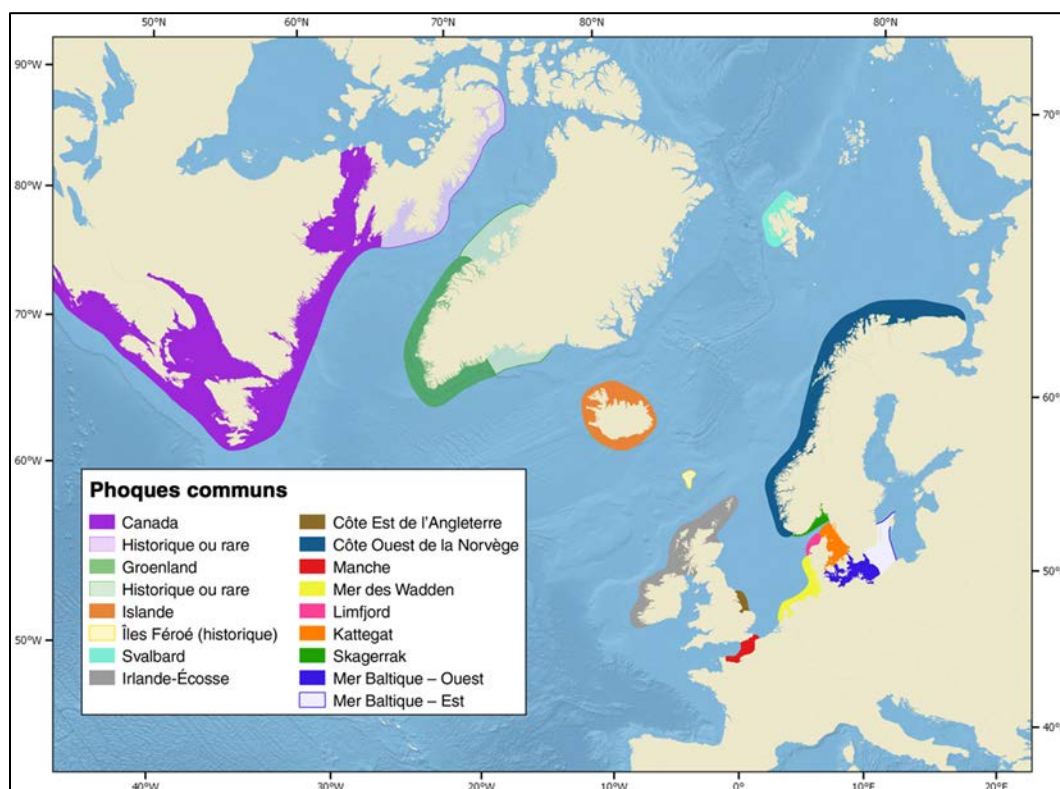 50°N 60°N 70°N 80°N 80°N
90°W
70°N
80°W
70°W
60°N
60°W
Phoques communs
Canada
Historique ou rare
Groenland
Historique ou rare
Islande
Îles Féroé (historique)
Svalbard
Irlande-Écosse
Côte Est de l'Angleterre
Côte Ouest de la Norvège
Manche
Mer des Wadden
Limfjord
Kattegat
Skagerrak
Mer Baltique – Ouest
Mer Baltique – Est
50°N
50°W
40°N
40°W 30°W 20°W 10°W 0° 10°E 20°E